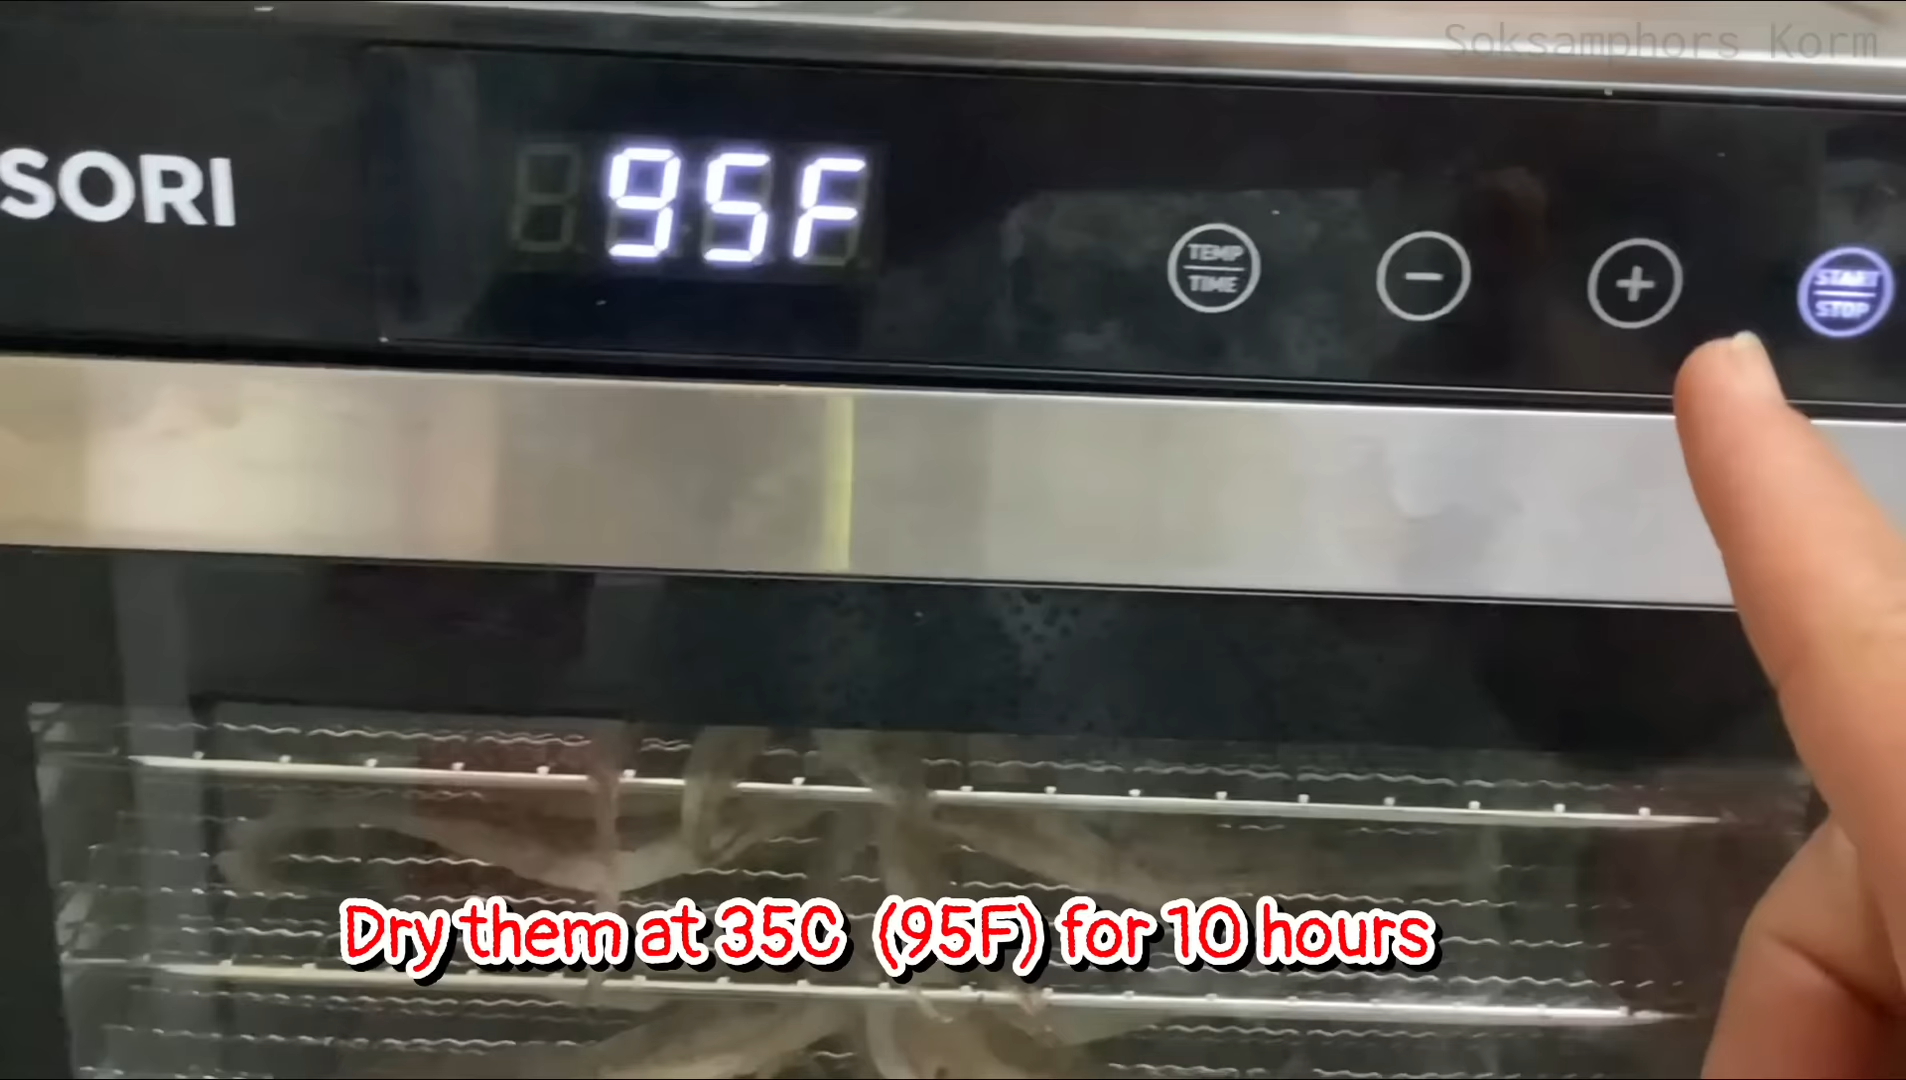 Soksamphors Korm
SORI
95F
TEMP
TIME
START
STOP
Dry them at 35C (95F) for 10 hours